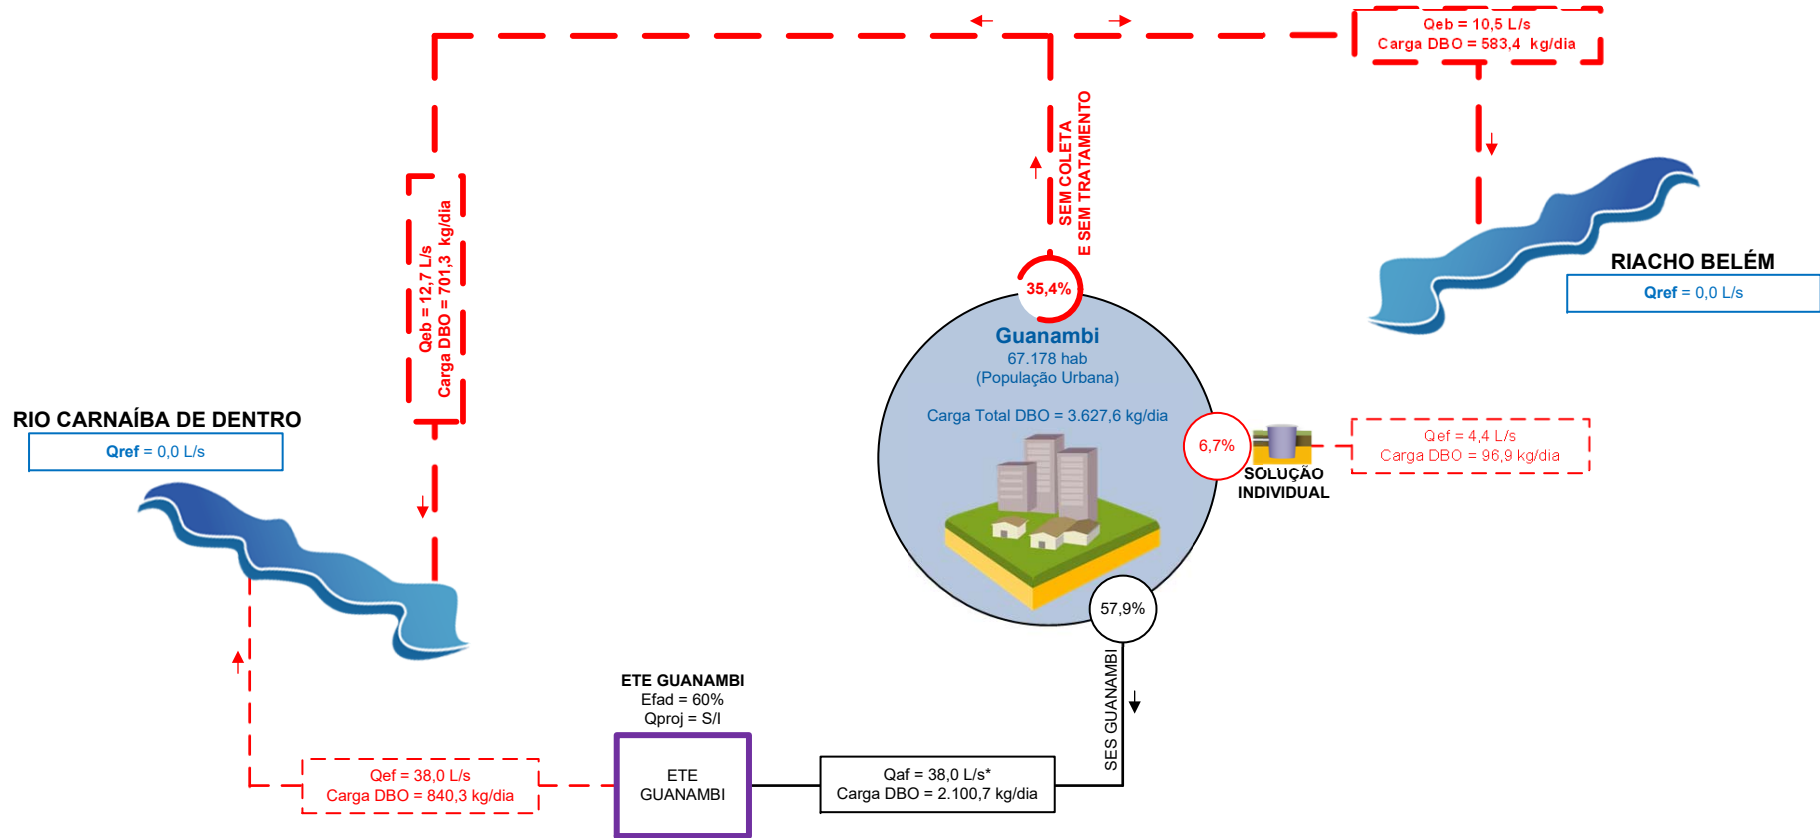 Qeb = 10,5 L/s
Carga DBO = 583,4 kg/dia
SEM COLETA
E SEM TRATAMENTO
Qeb = 12,7 L/s
Carga DBO = 701,3 kg/dia
RIACHO BELÉM
Qref = 0,0 L/s
35,4%
Guanambi
67.178 hab
(População Urbana)
Carga Total DBO = 3.627,6 kg/dia
RIO CARNAÍBA DE DENTRO
Qref = 0,0 L/s
6,7%
SOLUÇÃO
INDIVIDUAL
Qef = 4,4 L/s
Carga DBO = 96,9 kg/dia
57,9%
SES GUANAMBI
ETE GUANAMBI
Efad = 60%
Qproj = S/I
ETE
GUANAMBI
Qef = 38,0 L/s
Carga DBO = 840,3 kg/dia
Qaf = 38,0 L/s*
Carga DBO = 2.100,7 kg/dia